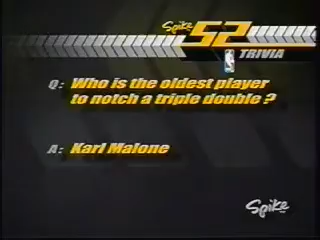 Spike 52
TRIVIA
Q: Who is the oldest player
to notch a triple double ?
A: Karl Malone
Spike